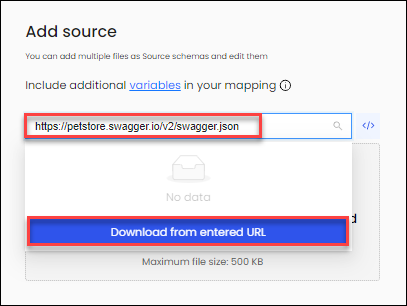 Add source
You can add multiple files as Source schemas and edit them
Include additional variables in your mapping
https://petstore.swagger.io/v2/swagger.json
</>
No data
Download from entered URL
Maximum file size: 500 KB